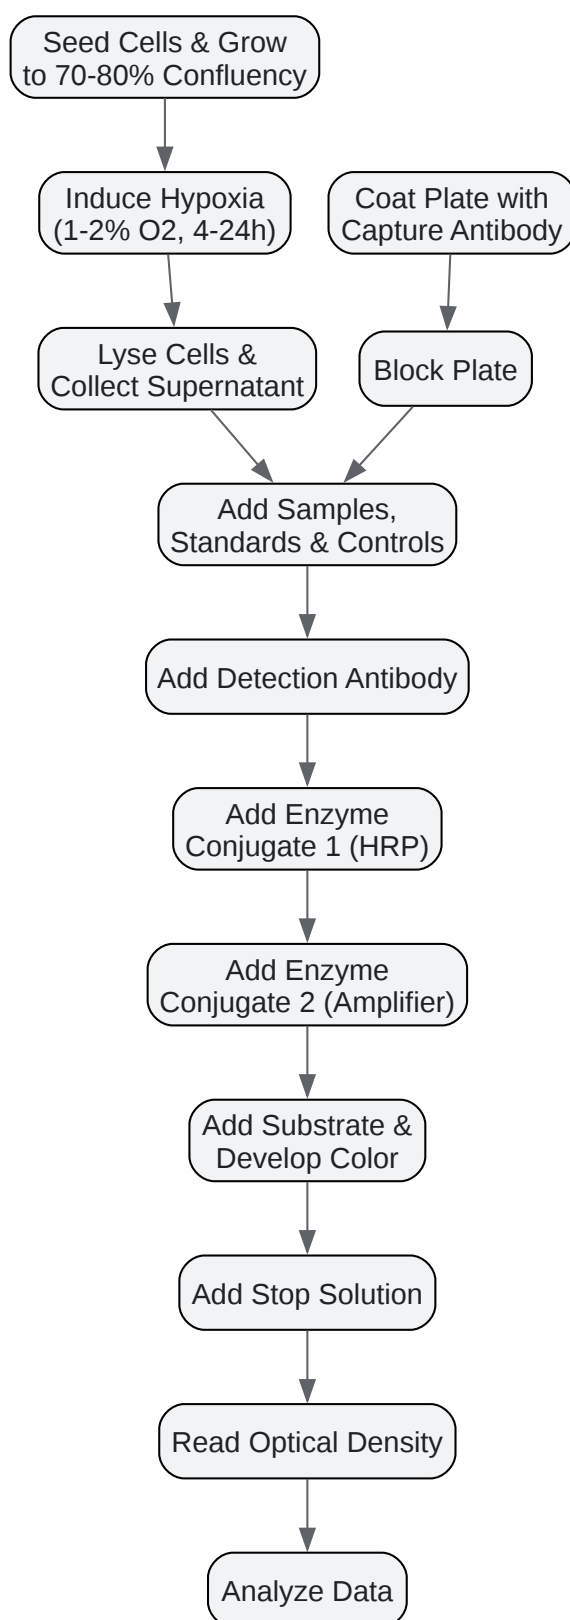 Seed Cells & Grow
to 70-80% Confluency
Induce Hypoxia
(1-2% O2, 4-24h)
Coat Plate with
Capture Antibody
Lyse Cells &
Collect Supernatant
Block Plate
Add Samples,
Standards & Controls
Add Detection Antibody
Add Enzyme
Conjugate 1 (HRP)
Add Enzyme
Conjugate 2 (Amplifier)
Add Substrate &
Develop Color
Add Stop Solution
Read Optical Density
Analyze Data